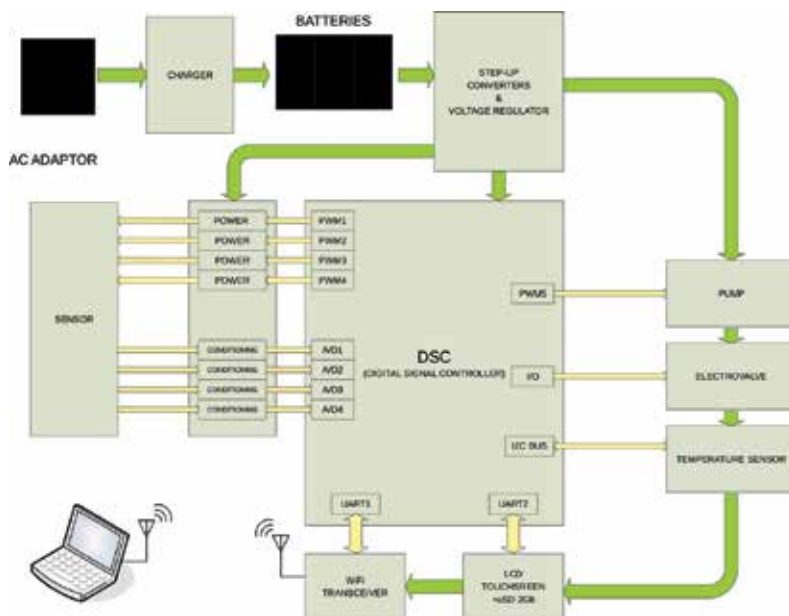 BATTERIES
CHARGER
STEP-UP
CONVERTERS
&
VOLTAGE REGULATOR
AC ADAPTOR
POWER
PWM1
POWER
PWM2
POWER
PWM3
POWER
PWM4
SENSOR
PWM5
PUMP
CONDITIONING
A/D1
CONDITIONING
A/D2
CONDITIONING
A/D3
CONDITIONING
A/D4
DSC
(DIGITAL SIGNAL CONTROLLER)
I/O
ELECTROVALVE
I2C BUS
TEMPERATURE SENSOR
UART1
UART2
WIFI
TRANSCEIVER
LCD
TOUCHSCREEN
+uSD 2GB